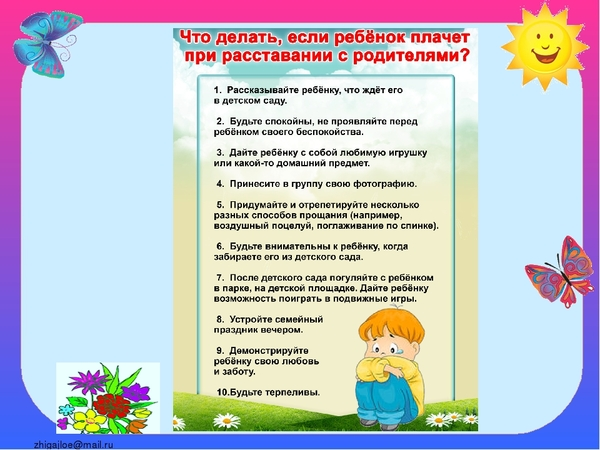 Что делать, если ребёнок плачет
при расставании с родителями?
1. Рассказывайте ребёнку, что ждёт его
в детском саду.
2. Будьте спокойны, не проявляйте перед
ребёнком своего беспокойства.
3. Дайте ребёнку с собой любимую игрушку
или какой-то домашний предмет.
4. Принесите в группу свою фотографию.
5. Придумайте и отрепетируйте несколько
разных способов прощания (например,
воздушный поцелуй, поглаживание по спинке).
6. Будьте внимательны к ребёнку, когда
забираете его из детского сада.
7. После детского сада погуляйте с ребёнком
в парке, на детской площадке. Дайте ребёнку
возможность поиграть в подвижные игры.
8. Устройте семейный
праздник вечером.
9. Демонстрируйте
ребёнку свою любовь
и заботу.
10.Будьте терпеливы.
zhigajloe@mail.ru